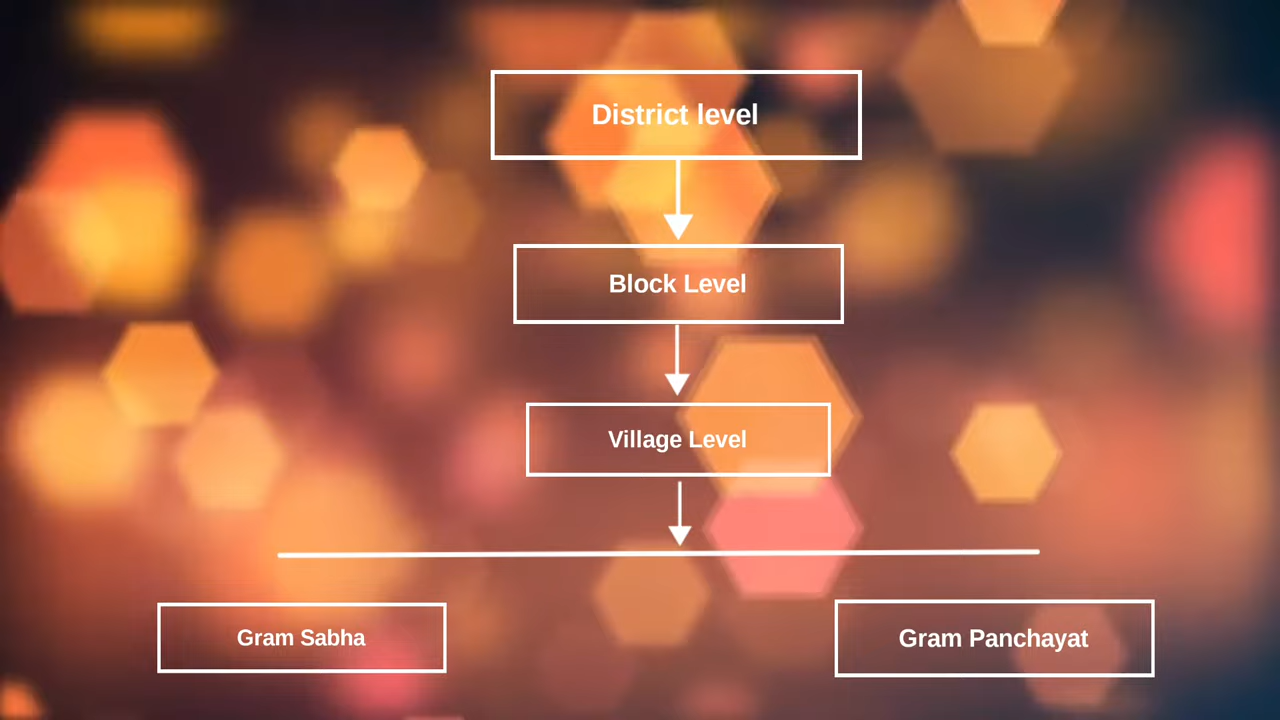 District level
Block Level
Village Level
Gram Sabha
Gram Panchayat